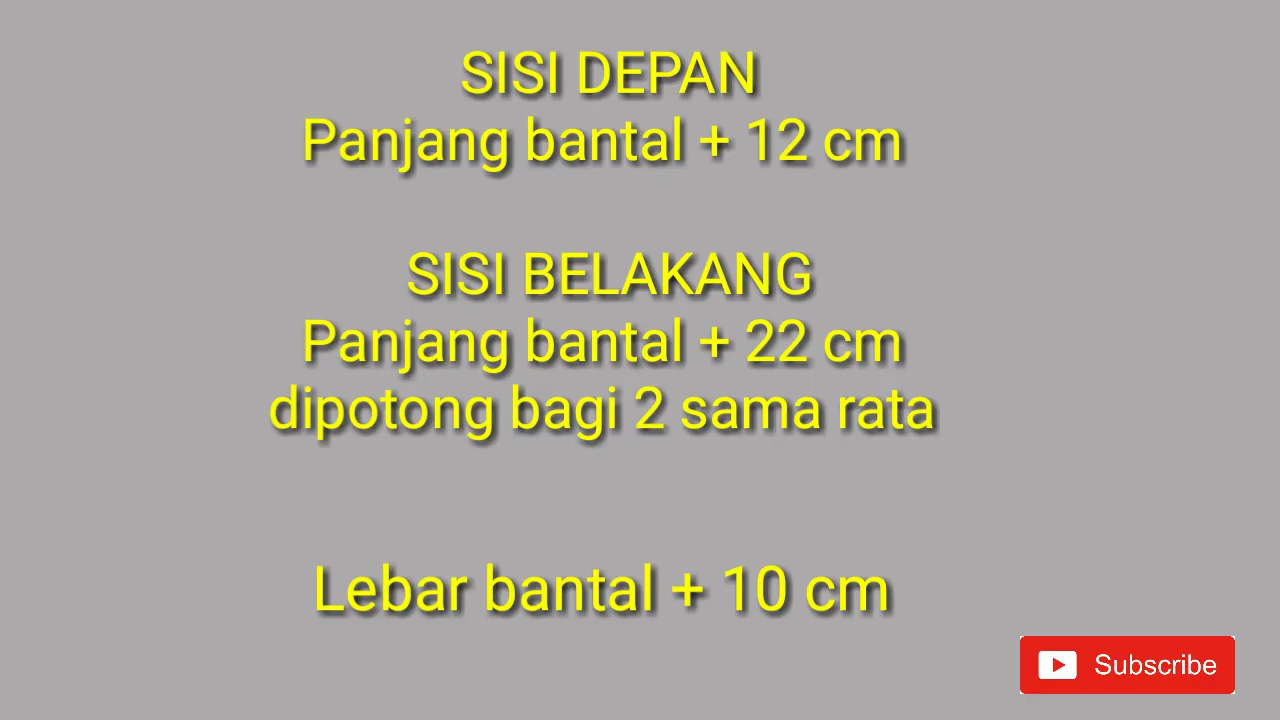 SISI DEPAN
Panjang bantal + 12 cm
SISI BELAKANG
Panjang bantal + 22 cm
dipotong bagi 2 sama rata
Lebar bantal + 10 cm
Subscribe